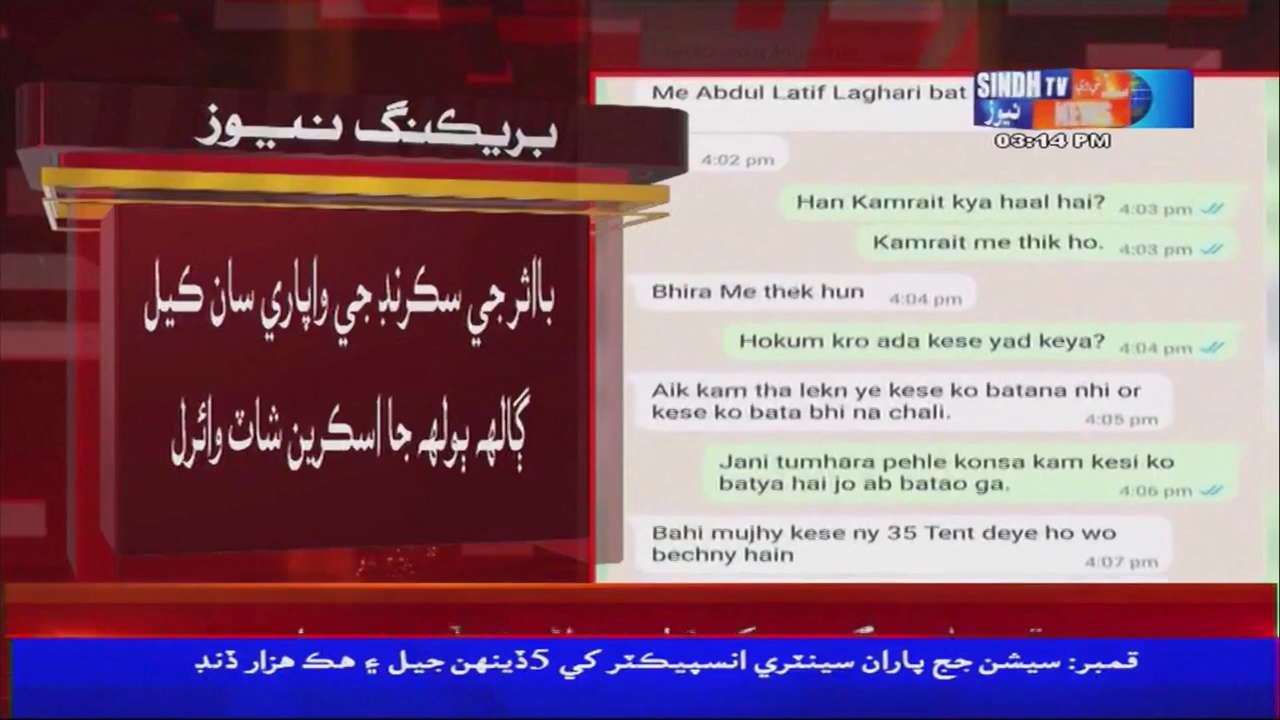 بريڪنگ نيوز
بااثر جي سڪرنڊ جي واپاري سان ڪيل
ڳالهہ ٻولهہ جا اسڪرين شاٽ وائرل
Me Abdul Latif Laghari bat
4:02 pm
Han Kamrait kya haal hai? 4:03 pm
Kamrait me thik ho. 4:03 pm
Bhira Me thek hun 4:04 pm
Hokum kro ada kese yad keya? 4:04 pm
Aik kam tha lekn ye kese ko batana nhi or
kese ko bata bhi na chali. 4:05 pm
Jani tumhara pehle konsa kam kesi ko
batya hai jo ab batao ga. 4:06 pm
Bahi mujhy kese ny 35 Tent deye ho wo
bechny hain 4:07 pm
SINDH TV سنڌ ٽي وي
نيوز NEWS
03:14 PM
قمبر: سيشن جج پاران سينٽري انسپيڪٽر کي 5ڏينهن جيل ۽ هڪ هزار ڏنڊ